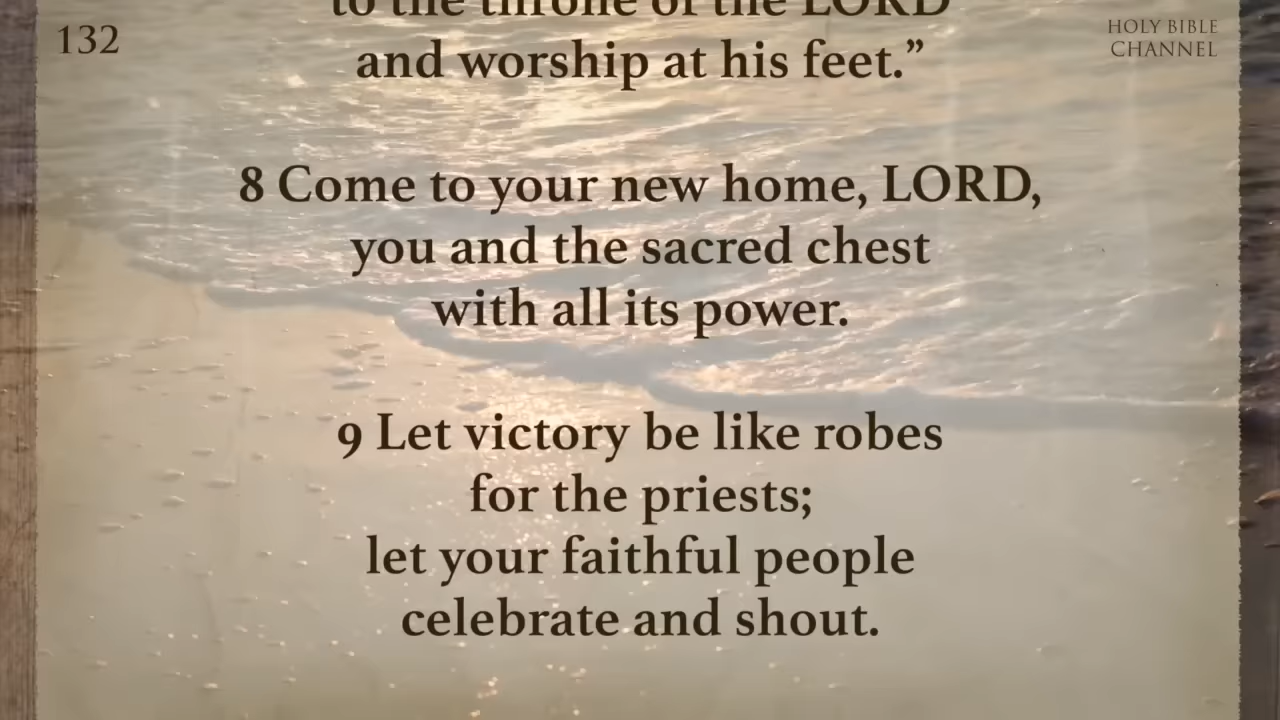 to the throne of the LORD
132
HOLY BIBLE
CHANNEL
and worship at his feet.”
8 Come to your new home, LORD,
you and the sacred chest
with all its power.
9 Let victory be like robes
for the priests;
let your faithful people
celebrate and shout.